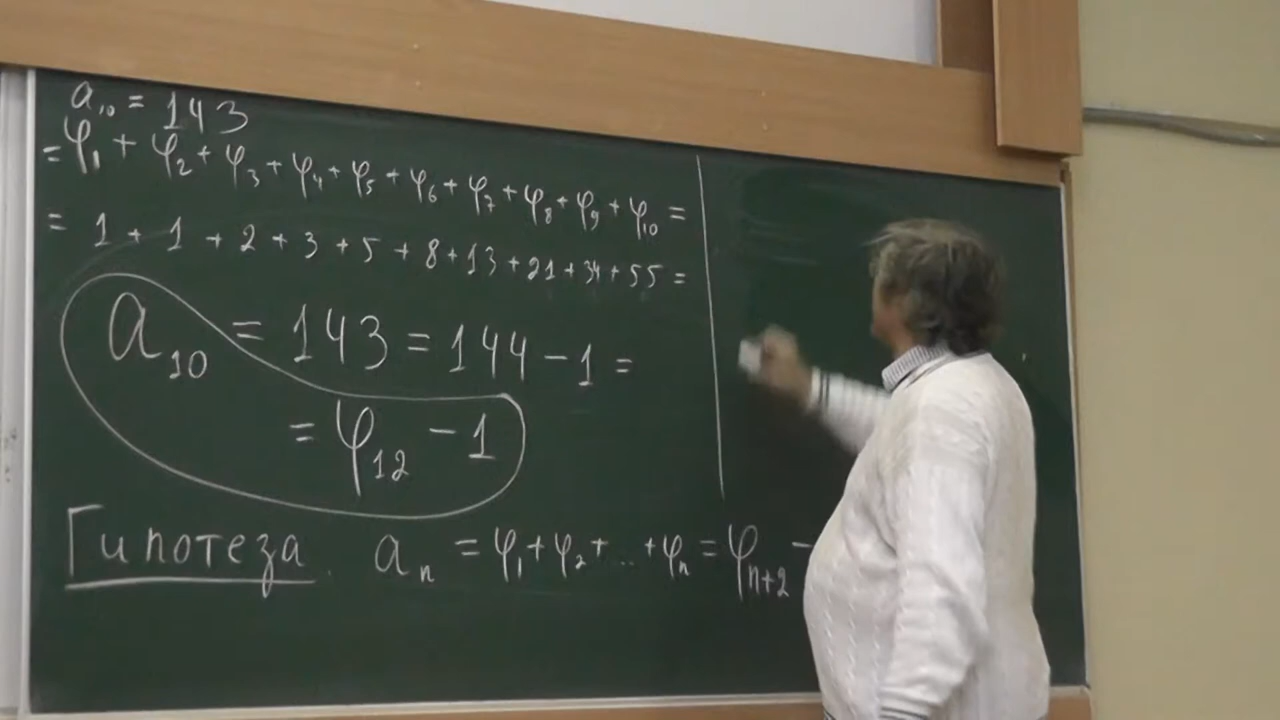 a₁₀ = 143
= φ₁ + φ₂ + φ₃ + φ₄ + φ₅ + φ₆ + φ₇ + φ₈ + φ₉ + φ₁₀ =
= 1 + 1 + 2 + 3 + 5 + 8 + 13 + 21 + 34 + 55 =
a₁₀ = 143 = 144 − 1 =
= φ₁₂ − 1
Гипотеза. aₙ = φ₁ + φ₂ + ... + φₙ = φₙ₊₂ −